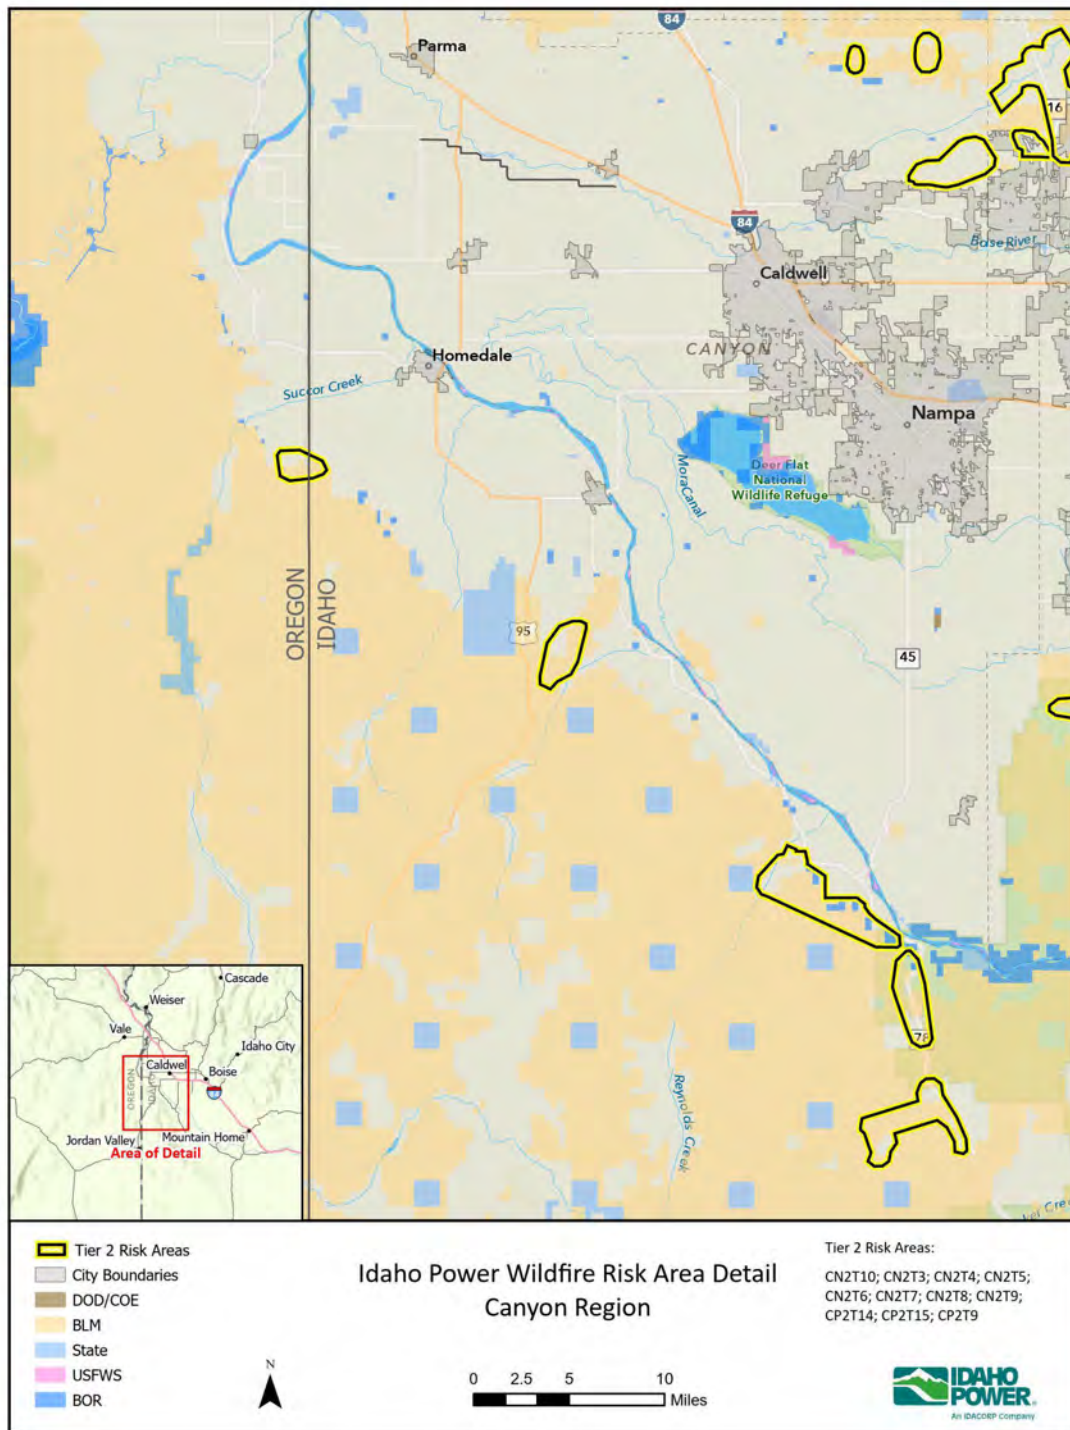 84
Parma
16
84
Boise River
Caldwell
CANYON
Homedale
Succor Creek
Nampa
Mora Canal
Deer Flat
National
Wildlife Refuge
OREGON
IDAHO
95
45
78
Reynolds Creek
Cascade
Weiser
Vale
Idaho City
Caldwel
Boise
OREGON
IDAHO
Jordan Valley
Mountain Home
Area of Detail
Tier 2 Risk Areas
City Boundaries
DOD/COE
BLM
State
USFWS
BOR
N
Idaho Power Wildfire Risk Area Detail
Canyon Region
0 2.5 5 10
Miles
Tier 2 Risk Areas:
CN2T10; CN2T3; CN2T4; CN2T5;
CN2T6; CN2T7; CN2T8; CN2T9;
CP2T14; CP2T15; CP2T9
IDAHO
POWER®
An IDACORP Company